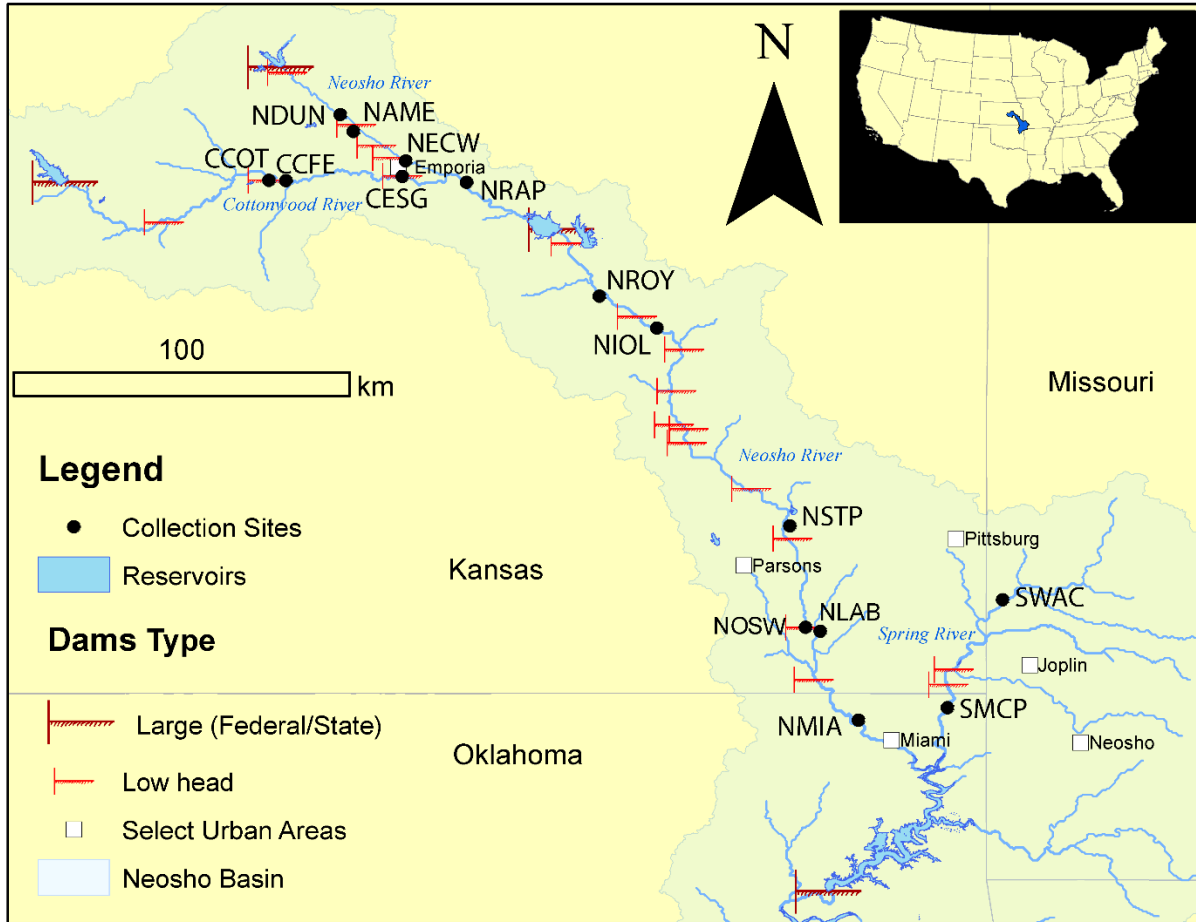 N
Neosho River
NDUN
NAME
NECW
Emporia
CCOT
CCFE
CESG
NRAP
Cottonwood River
NROY
NIOL
100
km
Missouri
Legend
Collection Sites
Reservoirs
Kansas
Neosho River
NSTP
Pittsburg
Parsons
SWAC
NOSW
NLAB
Spring River
Joplin
Dams Type
Large (Federal/State)
Low head
Select Urban Areas
Neosho Basin
Oklahoma
NMIA
Miami
SMCP
Neosho